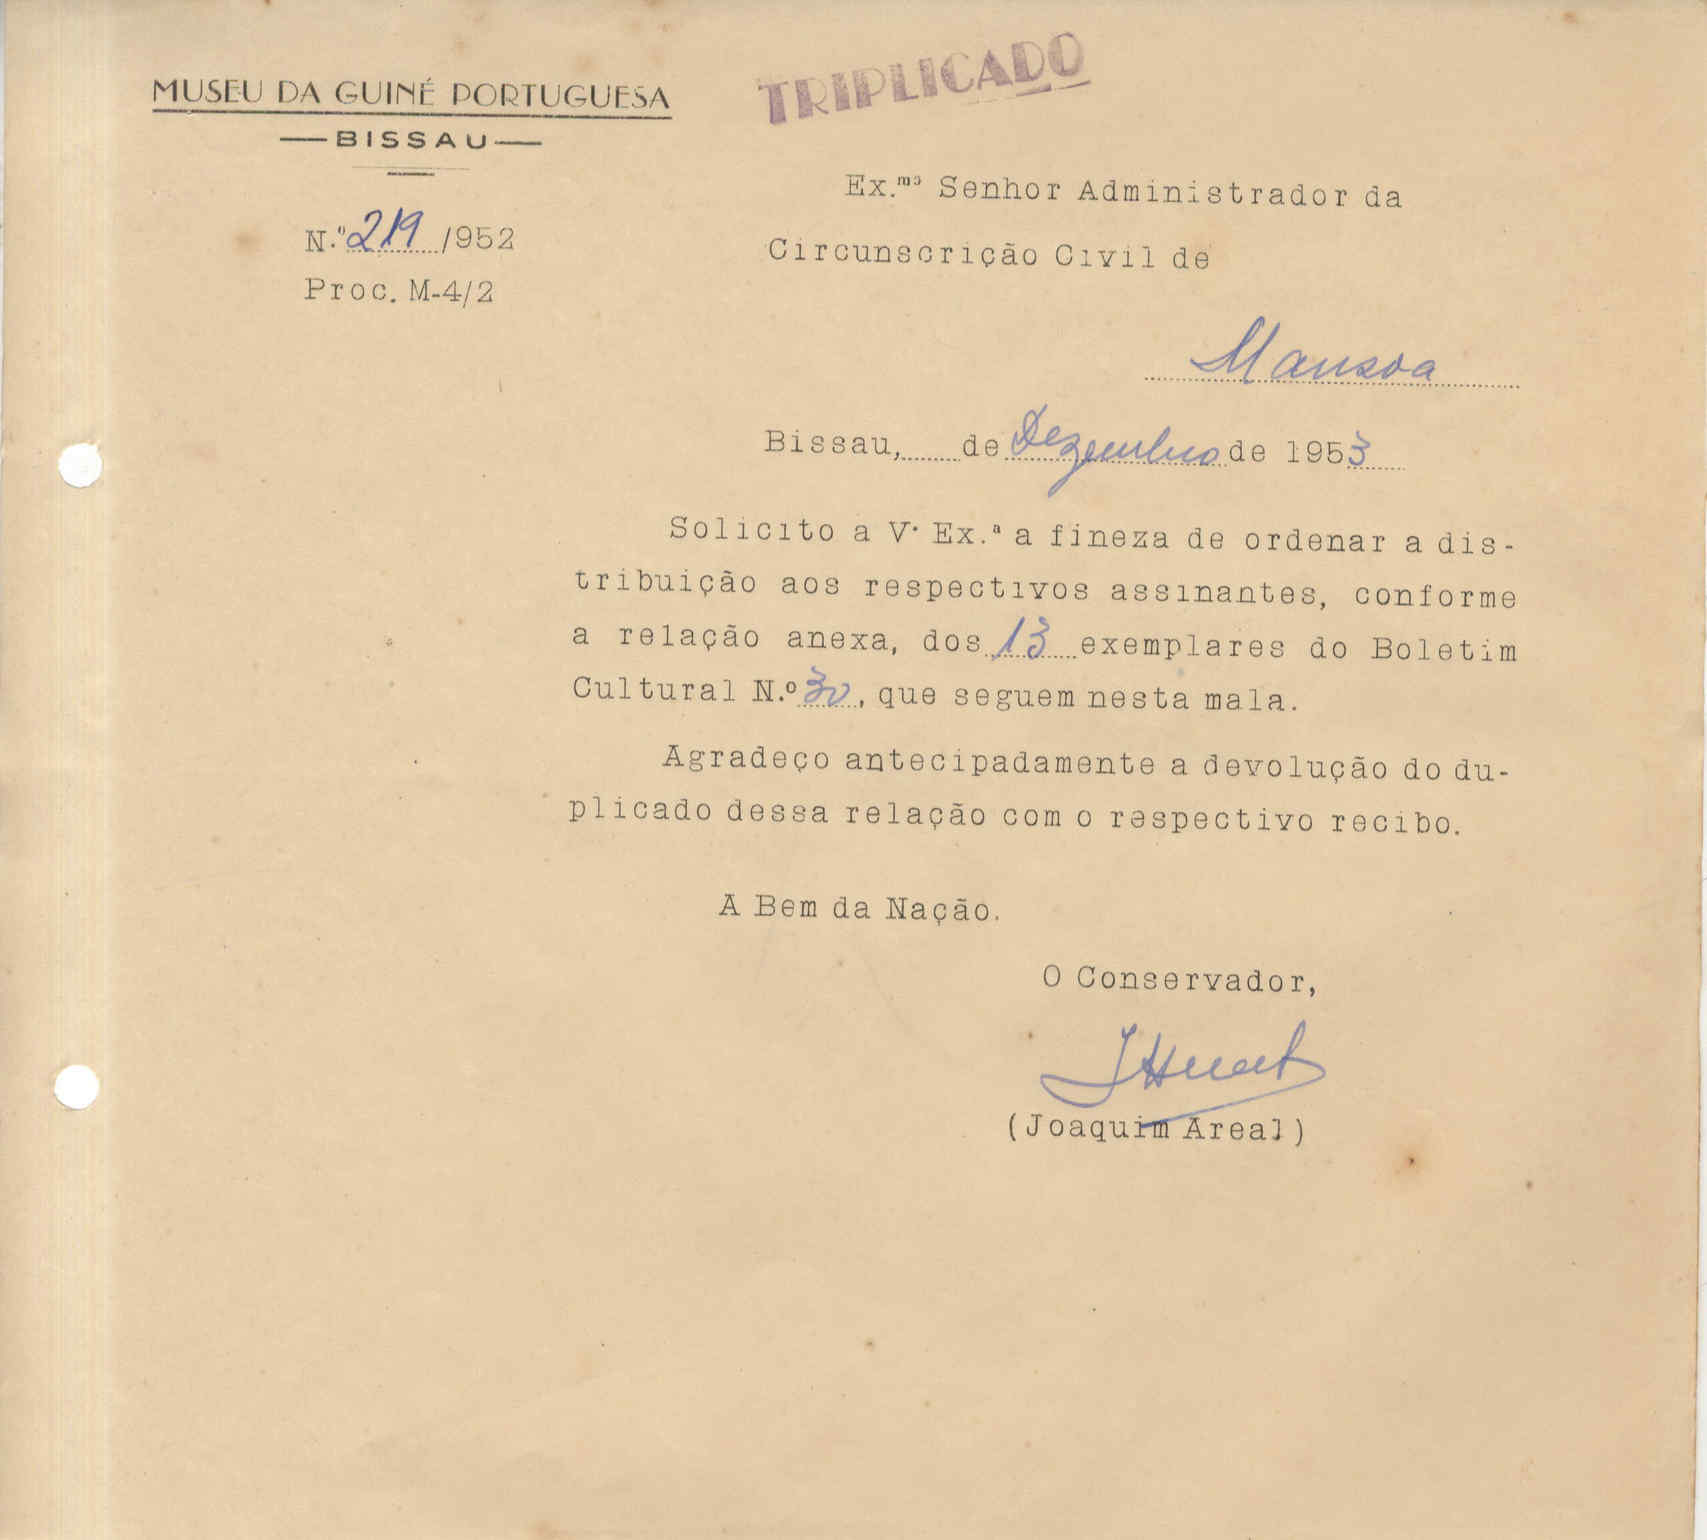 MUSEU DA GUINÉ PORTUGUESA
BISSAU
TRIPLICADO
N.º 219 /952
Proc. M-4/2
Ex.mo Senhor Administrador da
Circunscrição Civil de
Mansoa
Bissau, de Dezembro de 1953
Solicito a V. Ex.ª a fineza de ordenar a dis-
tribuição aos respectivos assinantes, conforme
a relação anexa, dos 13 exemplares do Boletim
Cultural N.º 30, que seguem nesta mala.
Agradeço antecipadamente a devolução do du-
plicado dessa relação com o respectivo recibo.
A Bem da Nação.
O Conservador,
(Joaquim Areal)